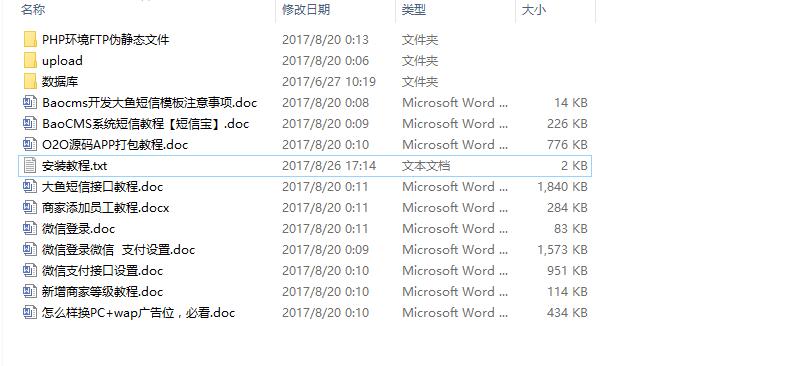 名称 修改日期 类型 大小
PHP环境FTP伪静态文件 2017/8/20 0:13 文件夹
upload 2017/8/20 0:06 文件夹
数据库 2017/6/27 10:19 文件夹
Baocms开发大鱼短信模板注意事项.doc 2017/8/20 0:08 Microsoft Word ... 14 KB
BaoCMS系统短信教程【短信宝】.doc 2017/8/20 0:09 Microsoft Word ... 226 KB
O2O源码APP打包教程.doc 2017/8/20 0:10 Microsoft Word ... 776 KB
安装教程.txt 2017/8/26 17:14 文本文档 2 KB
大鱼短信接口教程.doc 2017/8/20 0:11 Microsoft Word ... 1,840 KB
商家添加员工教程.docx 2017/8/20 0:11 Microsoft Word ... 284 KB
微信登录.doc 2017/8/20 0:11 Microsoft Word ... 83 KB
微信登录微信  支付设置.doc 2017/8/20 0:09 Microsoft Word ... 1,573 KB
微信支付接口设置.doc 2017/8/20 0:10 Microsoft Word ... 951 KB
新增商家等级教程.doc 2017/8/20 0:10 Microsoft Word ... 114 KB
怎么样换PC+wap广告位，必看.doc 2017/8/20 0:10 Microsoft Word ... 434 KB